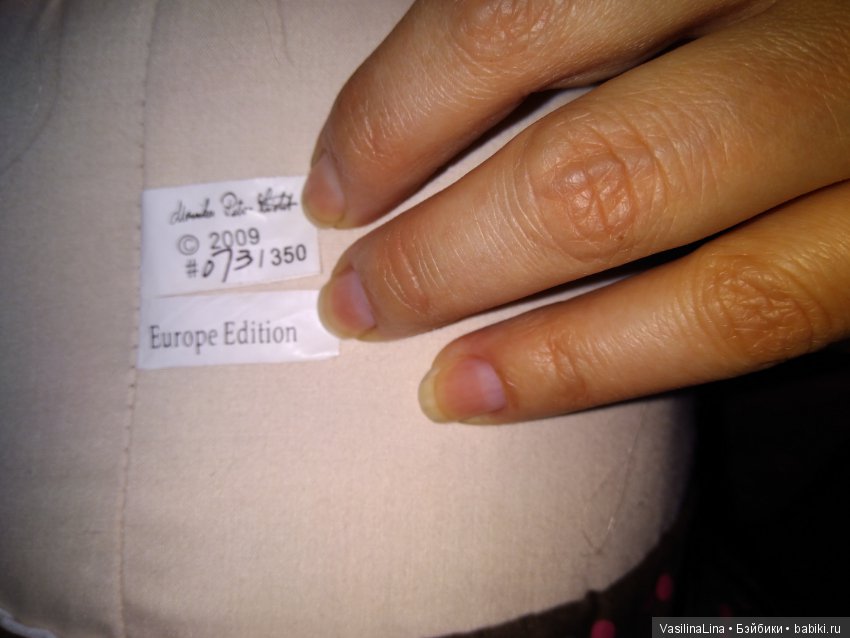 © 2009
#073/350
Europe Edition
VasilinaLina • Бэйбики • babiki.ru